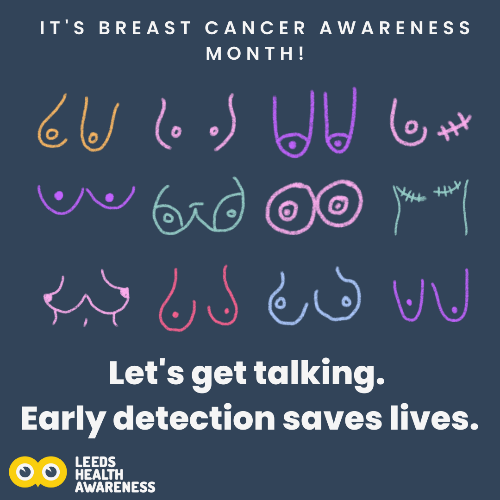 IT'S BREAST CANCER AWARENESS
MONTH!
Let's get talking.
Early detection saves lives.
LEEDS
HEALTH
AWARENESS